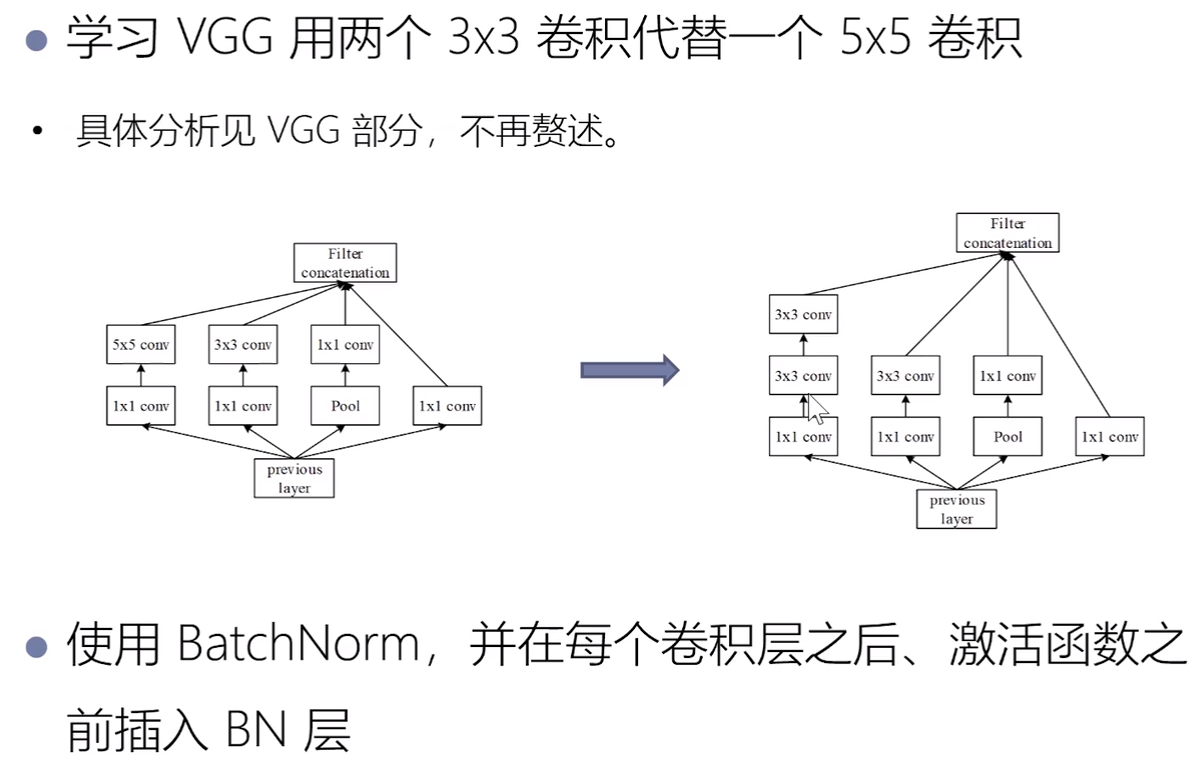 学习 VGG 用两个 3x3 卷积代替一个 5x5 卷积
具体分析见 VGG 部分，不再赘述。
Filter
concatenation
5x5 conv
3x3 conv
1x1 conv
1x1 conv
1x1 conv
Pool
1x1 conv
previous
layer
Filter
concatenation
3x3 conv
3x3 conv
3x3 conv
1x1 conv
1x1 conv
1x1 conv
Pool
1x1 conv
previous
layer
使用 BatchNorm，并在每个卷积层之后、激活函数之
前插入 BN 层